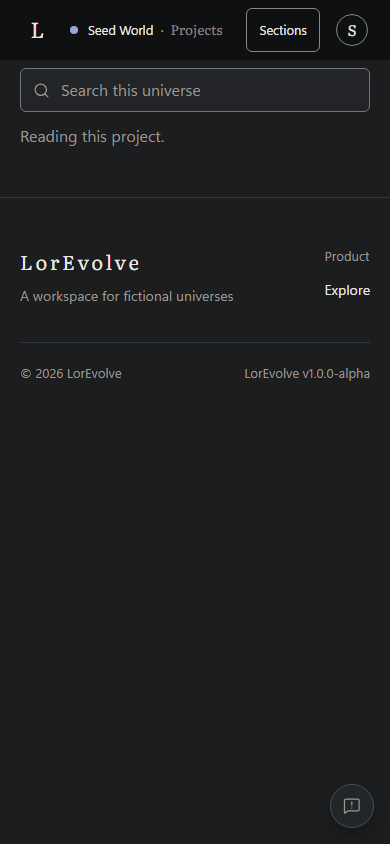 L
Seed World · Projects
Sections
S
Search this universe
Reading this project.
LorEvolve
A workspace for fictional universes
Product
Explore
© 2026 LorEvolve
LorEvolve v1.0.0-alpha